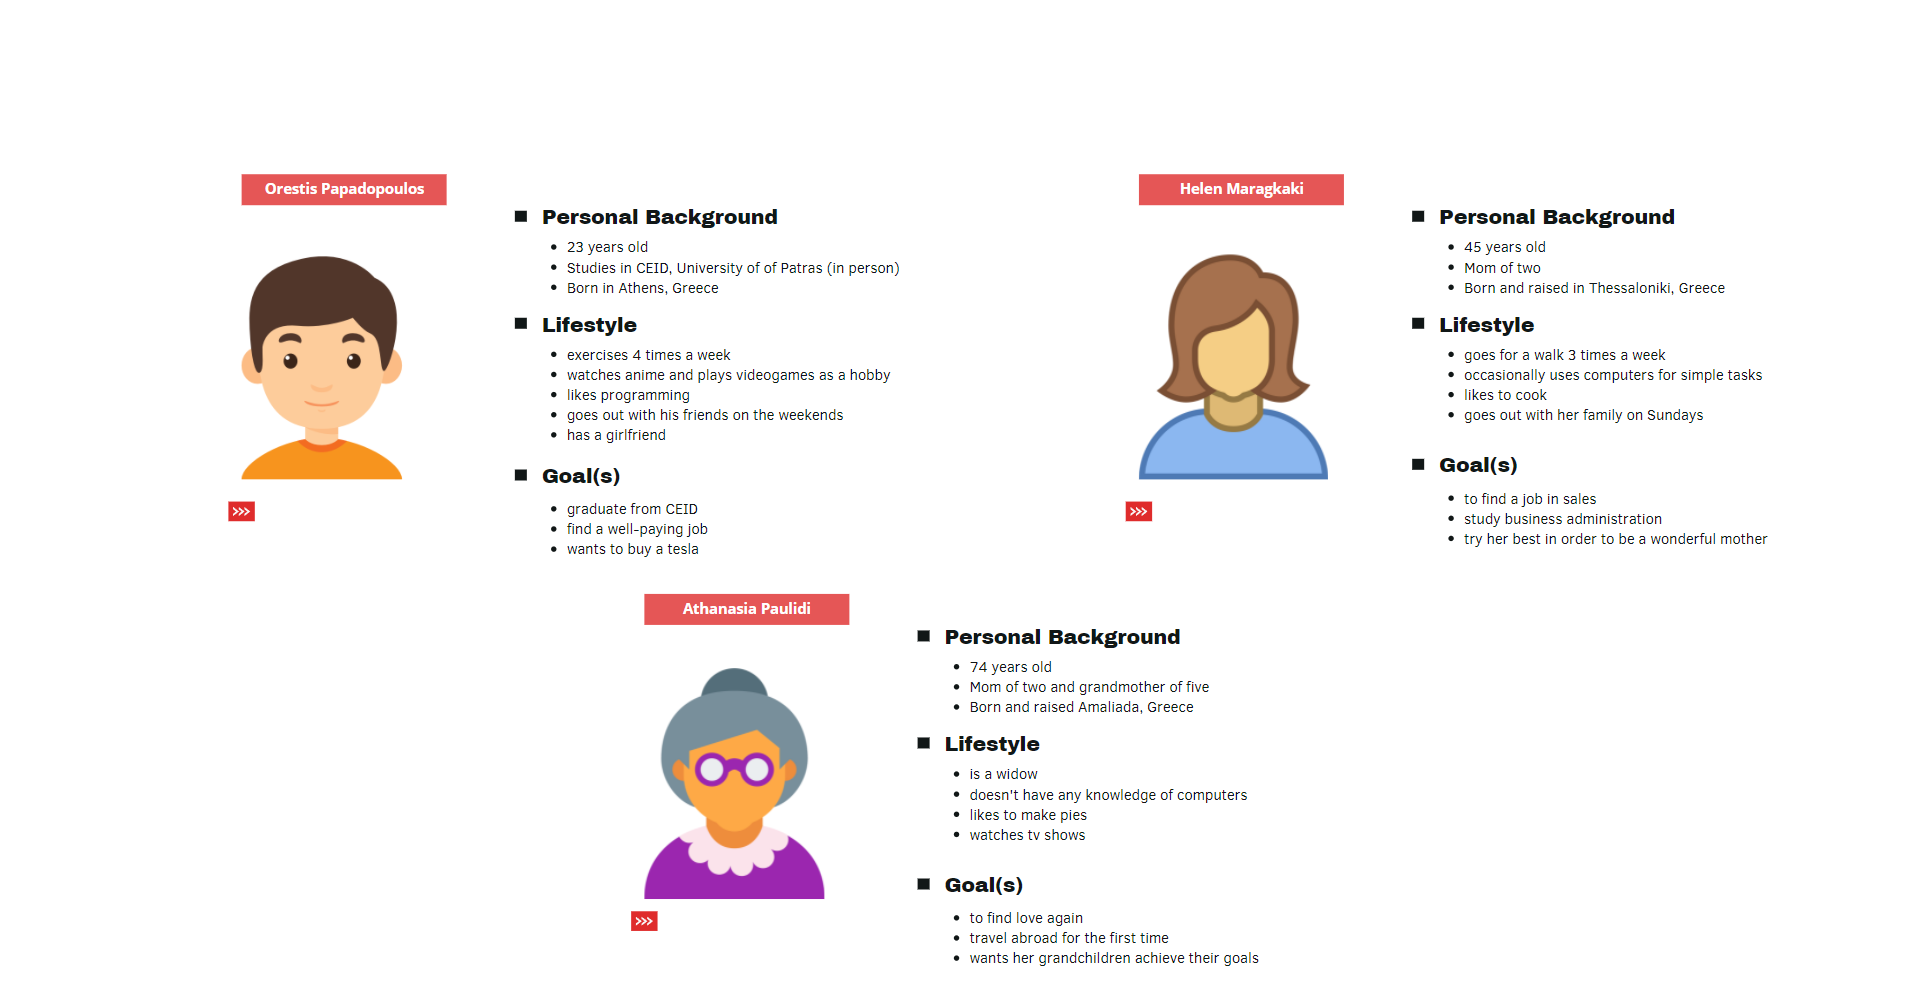 Orestis Papadopoulos
Personal Background
23 years old
Studies in CEID, University of of Patras (in person)
Born in Athens, Greece
Lifestyle
exercises 4 times a week
watches anime and plays videogames as a hobby
likes programming
goes out with his friends on the weekends
has a girlfriend
Goal(s)
graduate from CEID
find a well-paying job
wants to buy a tesla
Helen Maragkaki
Personal Background
45 years old
Mom of two
Born and raised in Thessaloniki, Greece
Lifestyle
goes for a walk 3 times a week
occasionally uses computers for simple tasks
likes to cook
goes out with her family on Sundays
Goal(s)
to find a job in sales
study business administration
try her best in order to be a wonderful mother
Athanasia Paulidi
Personal Background
74 years old
Mom of two and grandmother of five
Born and raised Amaliada, Greece
Lifestyle
is a widow
doesn't have any knowledge of computers
likes to make pies
watches tv shows
Goal(s)
to find love again
travel abroad for the first time
wants her grandchildren achieve their goals